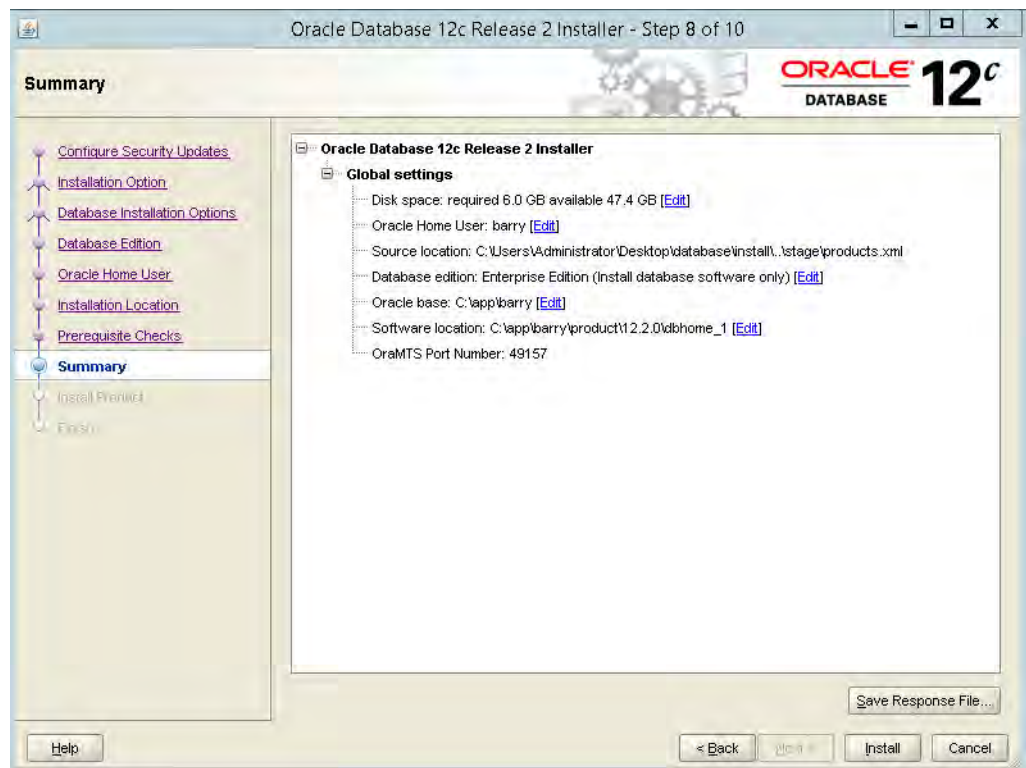 Oracle Database 12c Release 2 Installer - Step 8 of 10
Summary
ORACLE
DATABASE
12c
Configure Security Updates
Installation Option
Database Installation Options
Database Edition
Oracle Home User
Installation Location
Prerequisite Checks
Summary
Install Product
Finish
Oracle Database 12c Release 2 Installer
Global settings
Disk space: required 6.0 GB available 47.4 GB [Edit]
Oracle Home User: barry [Edit]
Source location: C:\Users\Administrator\Desktop\database\install\..\stage\products.xml
Database edition: Enterprise Edition (Install database software only) [Edit]
Oracle base: C:\app\barry [Edit]
Software location: C:\app\barry\product\12.2.0\dbhome_1 [Edit]
OraMTS Port Number: 49157
Save Response File...
Help
< Back
Next >
Install
Cancel